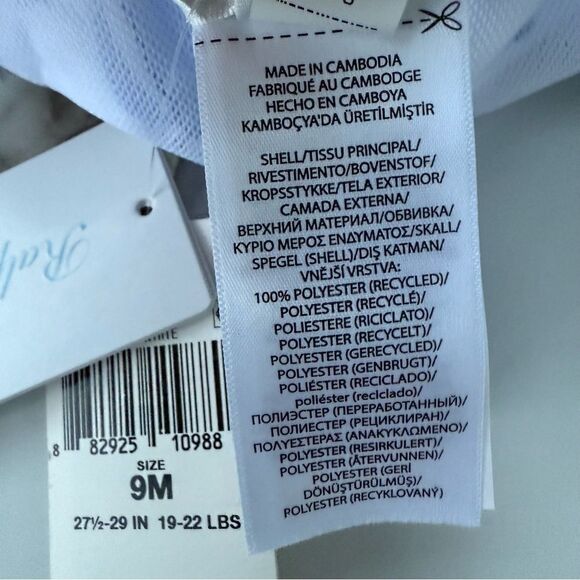 MADE IN CAMBODIA
FABRIQUÉ AU CAMBODGE
HECHO EN CAMBOYA
KAMBOÇYA'DA ÜRETİLMİŞTİR
SHELL/TISSU PRINCIPAL/
RIVESTIMENTO/BOVENSTOF/
KROPSSTYKKE/TELA EXTERIOR/
CAMADA EXTERNA/
ВЕРХНИЙ МАТЕРИАЛ/ОБВИВКА/
ΚΥΡΙΟ ΜΕΡΟΣ ΕΝΔΥΜΑΤΟΣ/SKALL/
SPEGEL (SHELL)/DIŞ KATMAN/
VNĚJŠÍ VRSTVA:
100% POLYESTER (RECYCLED)/
POLYESTER (RECYCLÉ)/
POLIESTERE (RICICLATO)/
POLYESTER (RECYCELT)/
POLYESTER (GERECYCLED)/
POLYESTER (GENBRUGT)/
POLIÉSTER (RECICLADO)/
poliéster (reciclado)/
ПОЛИЭСТЕР (ПЕРЕРАБОТАННЫЙ)/
ПОЛИЕСТЕР (РЕЦИКЛИРАН)/
ΠΟΛΥΕΣΤΕΡΑΣ (ΑΝΑΚΥΚΛΩΜΕΝΟ)/
POLYESTER (RESIRKULERT)/
POLYESTER (ÅTERVUNNEN)/
POLYESTER (GERİ
DÖNÜŞTÜRÜLMÜŞ)/
POLYESTER (RECYKLOVANÝ)
Ralp
8 82925 10988
SIZE
9M
27½-29 IN 19-22 LBS